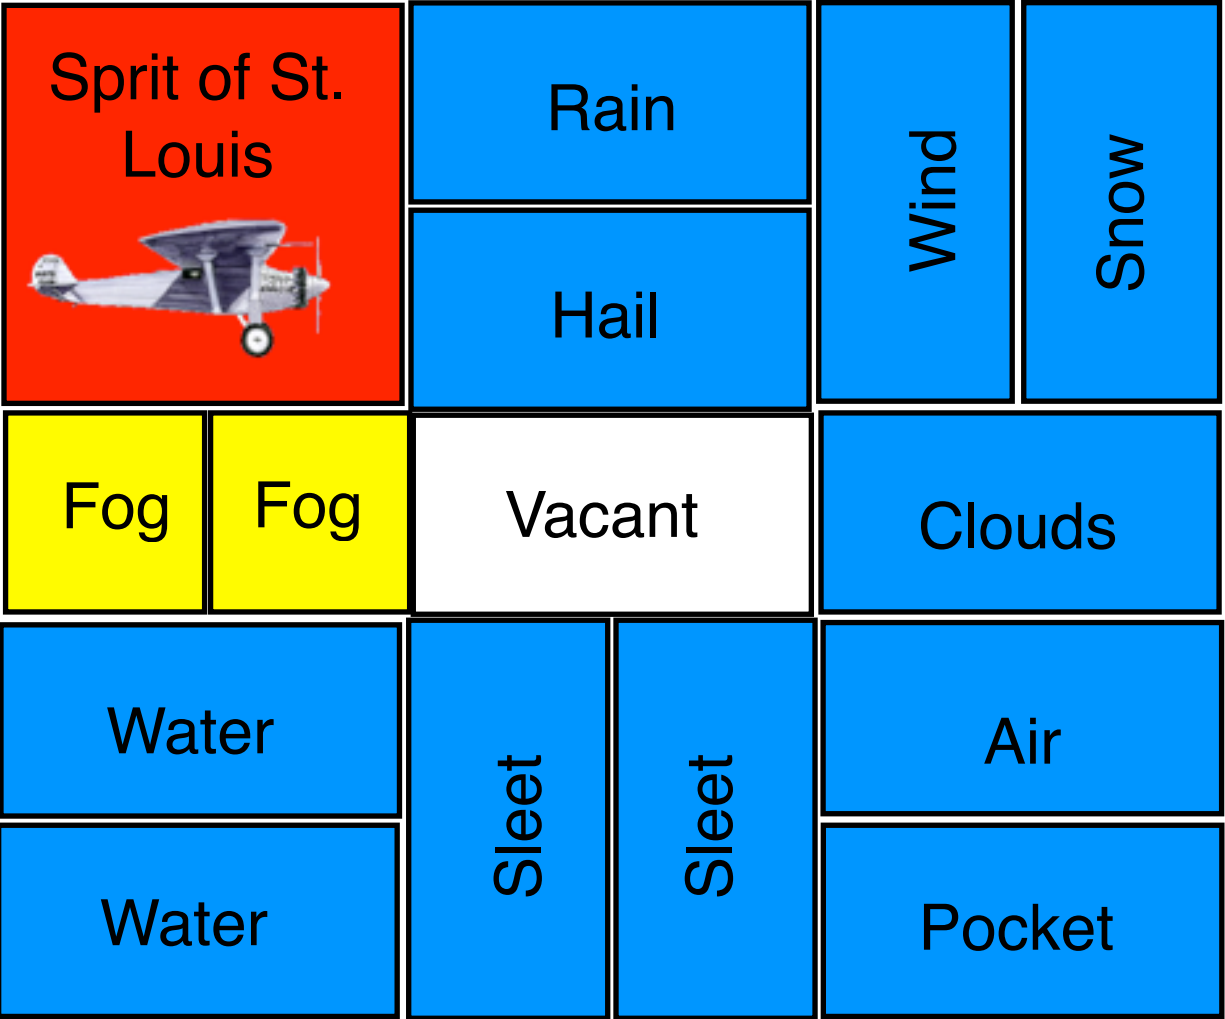 Sprit of St.
Louis
Rain
Hail
Wind
Snow
Fog
Fog
Vacant
Clouds
Water
Water
Sleet
Sleet
Air
Pocket